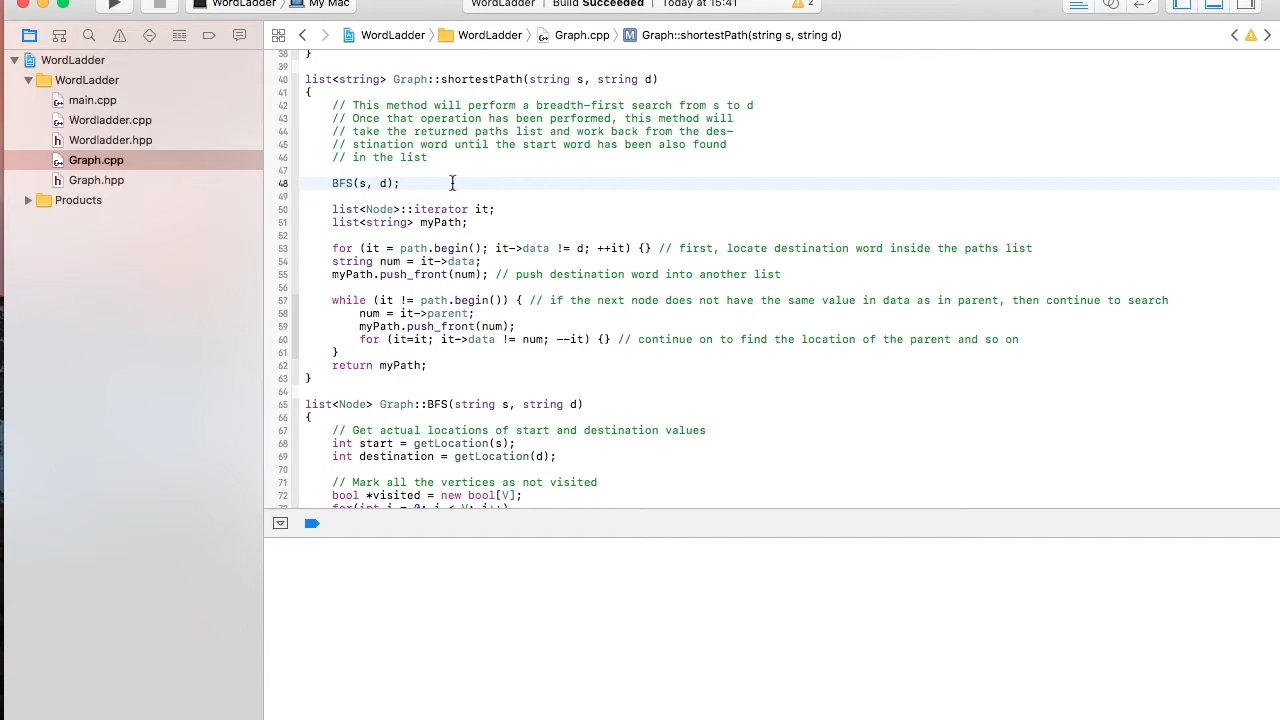 WordLadder My Mac
WordLadder | Build Succeeded | Today at 15:41 2
WordLadder WordLadder Graph.cpp M Graph::shortestPath(string s, string d)
WordLadder
WordLadder
main.cpp
Wordladder.cpp
Wordladder.hpp
Graph.cpp
Graph.hpp
Products
38 }
39
40 list<string> Graph::shortestPath(string s, string d)
41 {
42 // This method will perform a breadth-first search from s to d
43 // Once that operation has been performed, this method will
44 // take the returned paths list and work back from the des-
45 // stination word until the start word has been also found
46 // in the list
47
48 BFS(s, d);
49
50 list<Node>::iterator it;
51 list<string> myPath;
52
53 for (it = path.begin(); it->data != d; ++it) {} // first, locate destination word inside the paths list
54 string num = it->data;
55 myPath.push_front(num); // push destination word into another list
56
57 while (it != path.begin()) { // if the next node does not have the same value in data as in parent, then continue to search
58 num = it->parent;
59 myPath.push_front(num);
60 for (it=it; it->data != num; --it) {} // continue on to find the location of the parent and so on
61 }
62 return myPath;
63 }
64
65 list<Node> Graph::BFS(string s, string d)
66 {
67 // Get actual locations of start and destination values
68 int start = getLocation(s);
69 int destination = getLocation(d);
70
71 // Mark all the vertices as not visited
72 bool *visited = new bool[V];
73 for(int i = 0; i < V; i++)